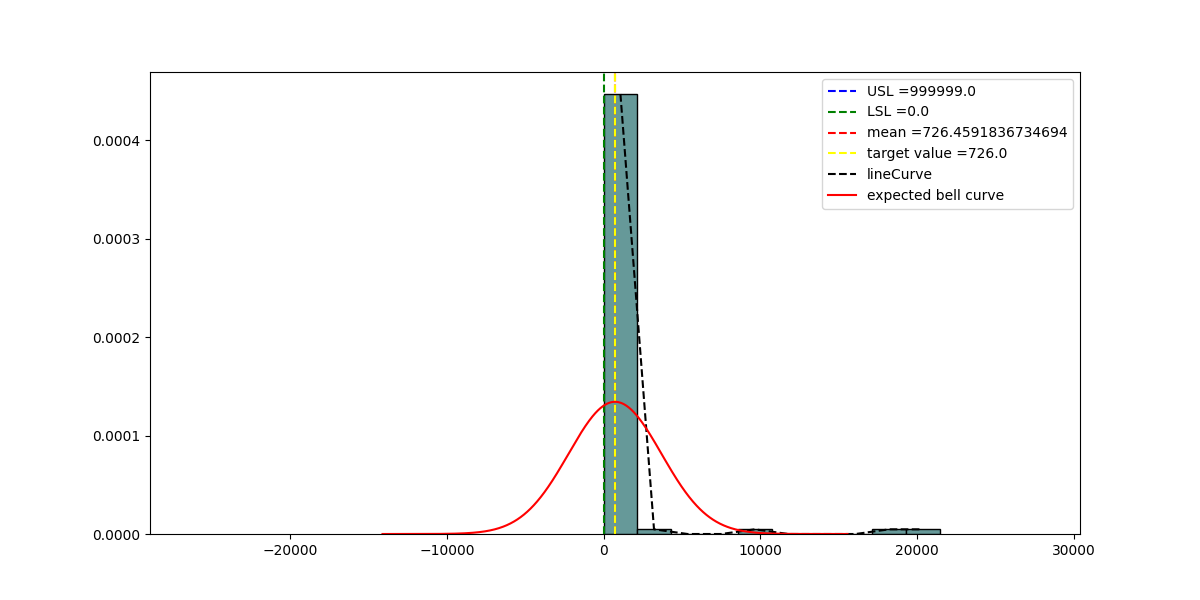 0.0004
0.0003
0.0002
0.0001
0.0000
−20000
−10000
0
10000
20000
30000
USL =999999.0
LSL =0.0
mean =726.4591836734694
target value =726.0
lineCurve
expected bell curve